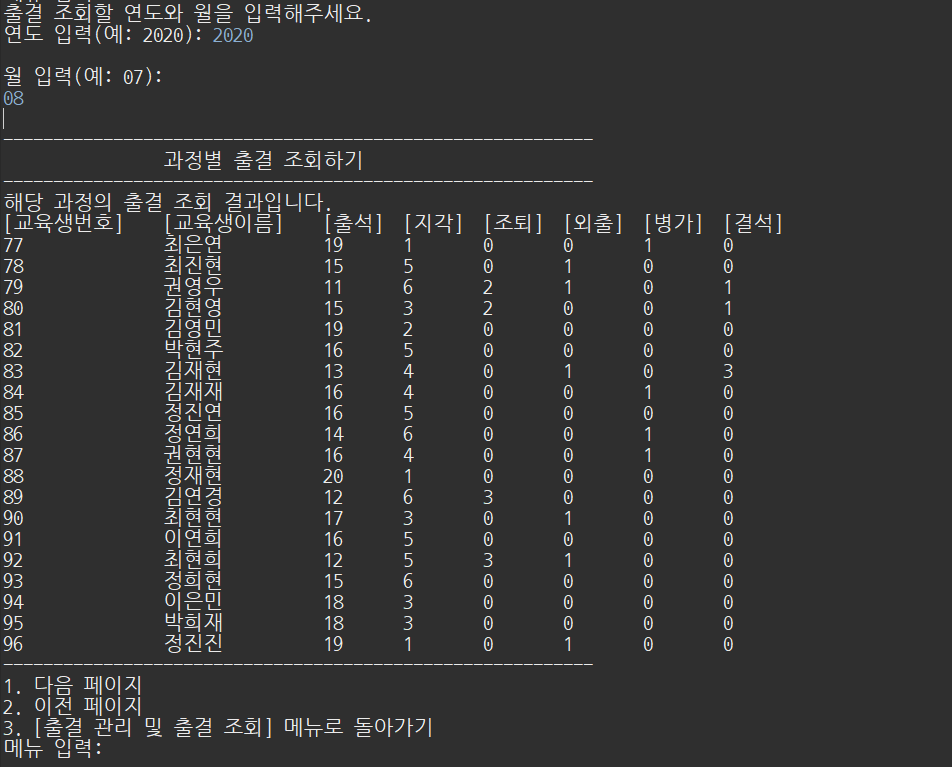 출결 조회할 연도와 월을 입력해주세요.
연도 입력(예: 2020): 2020
월 입력(예: 07):
08
------------------------------------------------------------
과정별 출결 조회하기
------------------------------------------------------------
해당 과정의 출결 조회 결과입니다.
[교육생번호] [교육생이름] [출석] [지각] [조퇴] [외출] [병가] [결석]
77 최은연 19 1 0 0 1 0
78 최진현 15 5 0 1 0 0
79 권영우 11 6 2 1 0 1
80 김현영 15 3 2 0 0 1
81 김영민 19 2 0 0 0 0
82 박현주 16 5 0 0 0 0
83 김재현 13 4 0 1 0 3
84 김재재 16 4 0 0 1 0
85 정진연 16 5 0 0 0 0
86 정연희 14 6 0 0 1 0
87 권현현 16 4 0 0 1 0
88 정재현 20 1 0 0 0 0
89 김연경 12 6 3 0 0 0
90 최현현 17 3 0 1 0 0
91 이연희 16 5 0 0 0 0
92 최현희 12 5 3 1 0 0
93 정희현 15 6 0 0 0 0
94 이은민 18 3 0 0 0 0
95 박희재 18 3 0 0 0 0
96 정진진 19 1 0 1 0 0
------------------------------------------------------------
1. 다음 페이지
2. 이전 페이지
3. [출결 관리 및 출결 조회] 메뉴로 돌아가기
메뉴 입력: